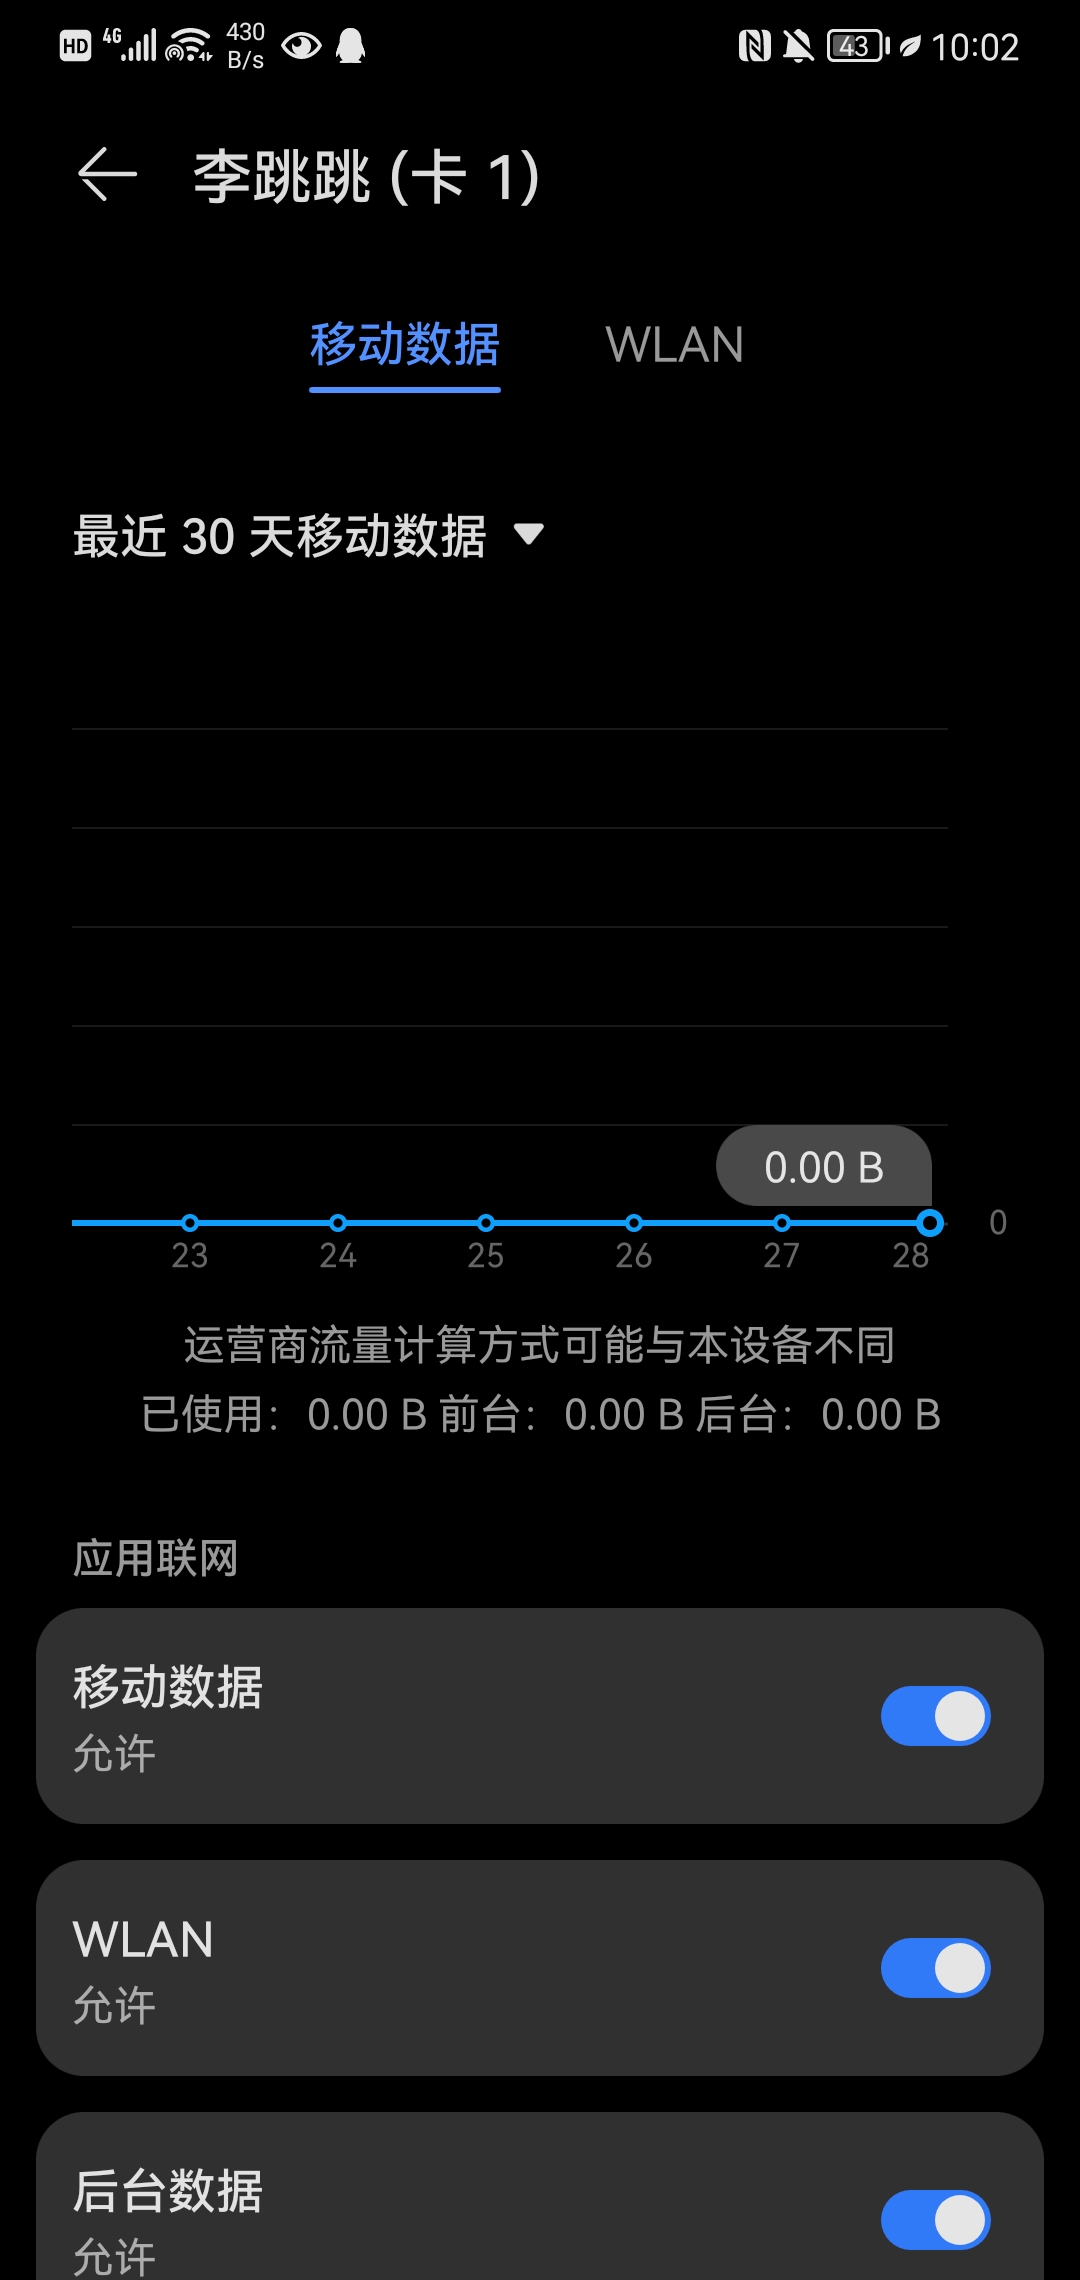 HD 4G 430 B/s 43 10:02
李跳跳 (卡 1)
移动数据 WLAN
最近 30 天移动数据
0.00 B
0
23 24 25 26 27 28
运营商流量计算方式可能与本设备不同
已使用：0.00 B 前台：0.00 B 后台：0.00 B
应用联网
移动数据
允许
WLAN
允许
后台数据
允许